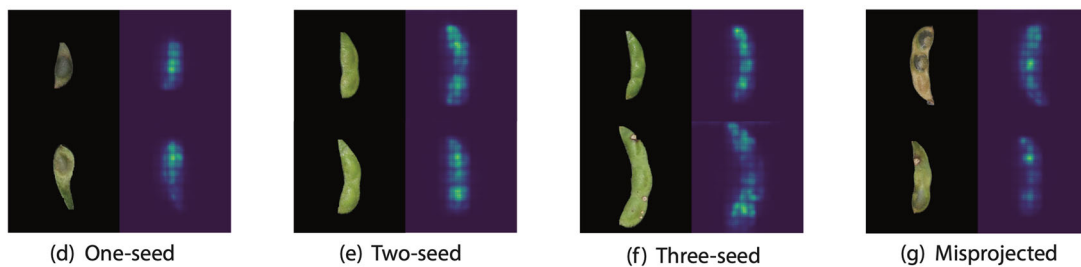 (d) One-seed
(e) Two-seed
(f) Three-seed
(g) Misprojected